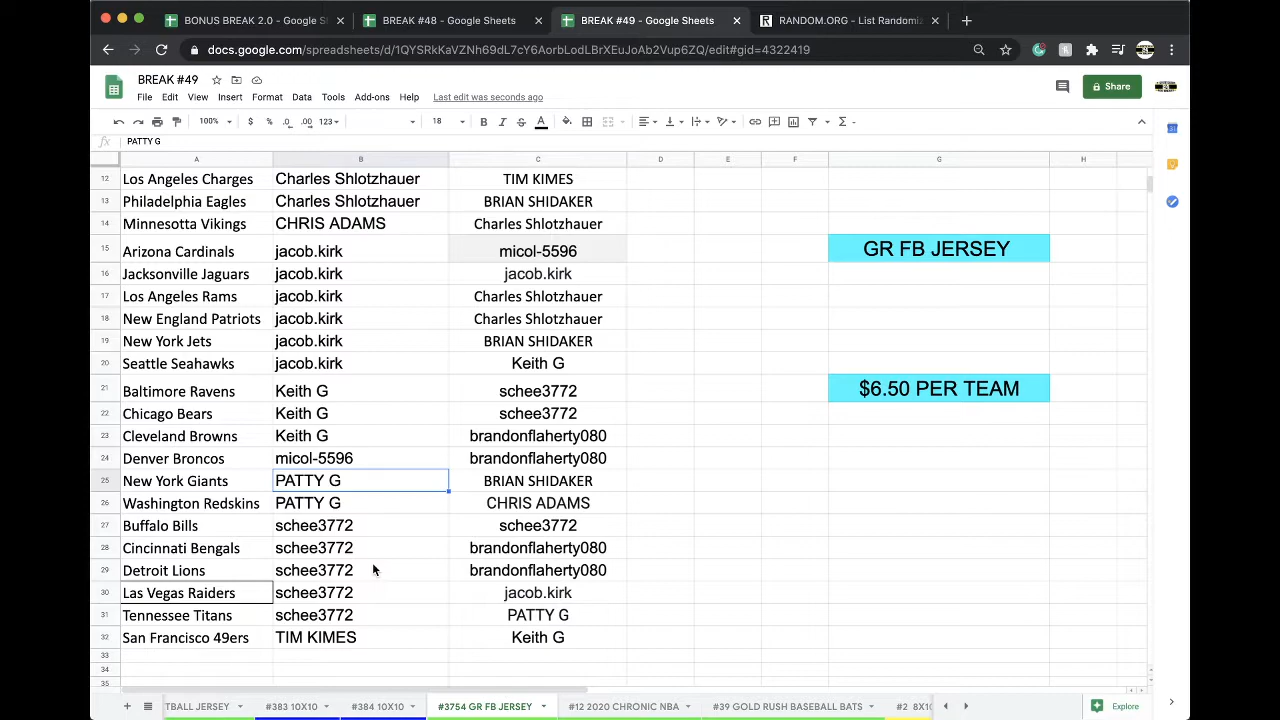 BONUS BREAK 2.0 - Google S
BREAK #48 - Google Sheets
BREAK #49 - Google Sheets
RANDOM.ORG - List Randomi
docs.google.com/spreadsheets/d/1QYSRkKaVZNh69dL7cY6AorbLodLBrXEuJoAb2Vup6ZQ/edit#gid=4322419
BREAK #49
File Edit View Insert Format Data Tools Add-ons Help Last edit was seconds ago
Share
100% $ % .0 .00 123 18 B S A
fx PATTY G
A B C D E F G H
12 Los Angeles Charges Charles Shlotzhauer TIM KIMES
13 Philadelphia Eagles Charles Shlotzhauer BRIAN SHIDAKER
14 Minnesotta Vikings CHRIS ADAMS Charles Shlotzhauer
15 Arizona Cardinals jacob.kirk micol-5596 GR FB JERSEY
16 Jacksonville Jaguars jacob.kirk jacob.kirk
17 Los Angeles Rams jacob.kirk Charles Shlotzhauer
18 New England Patriots jacob.kirk Charles Shlotzhauer
19 New York Jets jacob.kirk BRIAN SHIDAKER
20 Seattle Seahawks jacob.kirk Keith G
21 Baltimore Ravens Keith G schee3772 $6.50 PER TEAM
22 Chicago Bears Keith G schee3772
23 Cleveland Browns Keith G brandonflaherty080
24 Denver Broncos micol-5596 brandonflaherty080
25 New York Giants PATTY G BRIAN SHIDAKER
26 Washington Redskins PATTY G CHRIS ADAMS
27 Buffalo Bills schee3772 schee3772
28 Cincinnati Bengals schee3772 brandonflaherty080
29 Detroit Lions schee3772 brandonflaherty080
30 Las Vegas Raiders schee3772 jacob.kirk
31 Tennessee Titans schee3772 PATTY G
32 San Francisco 49ers TIM KIMES Keith G
33
34
35
TBALL JERSEY #383 10X10 #384 10X10 #3754 GR FB JERSEY #12 2020 CHRONIC NBA #39 GOLD RUSH BASEBALL BATS #2 8X10
Explore